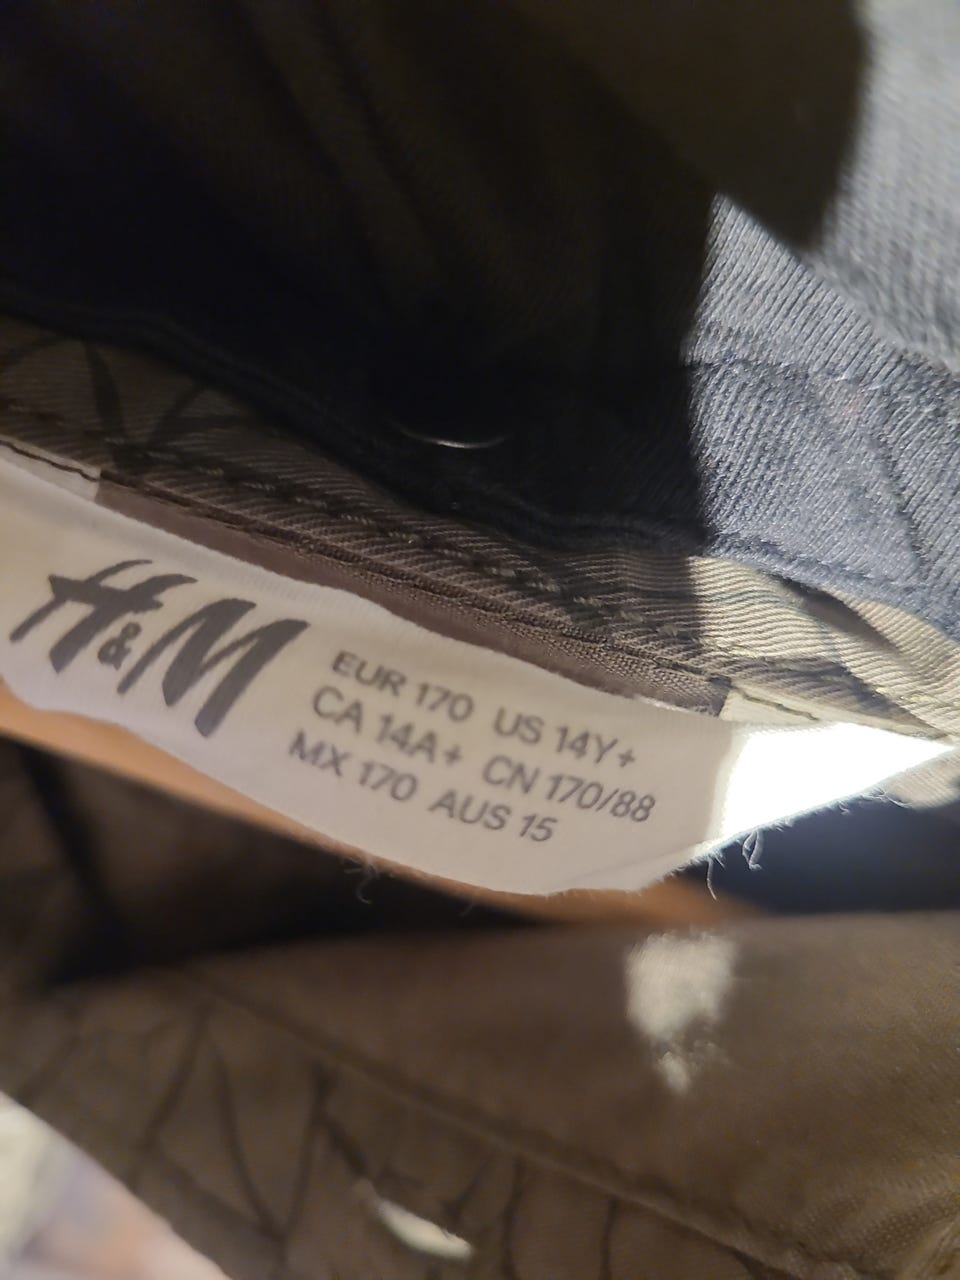 H&M
EUR 170 US 14Y+
CA 14A+ CN 170/88
MX 170 AUS 15